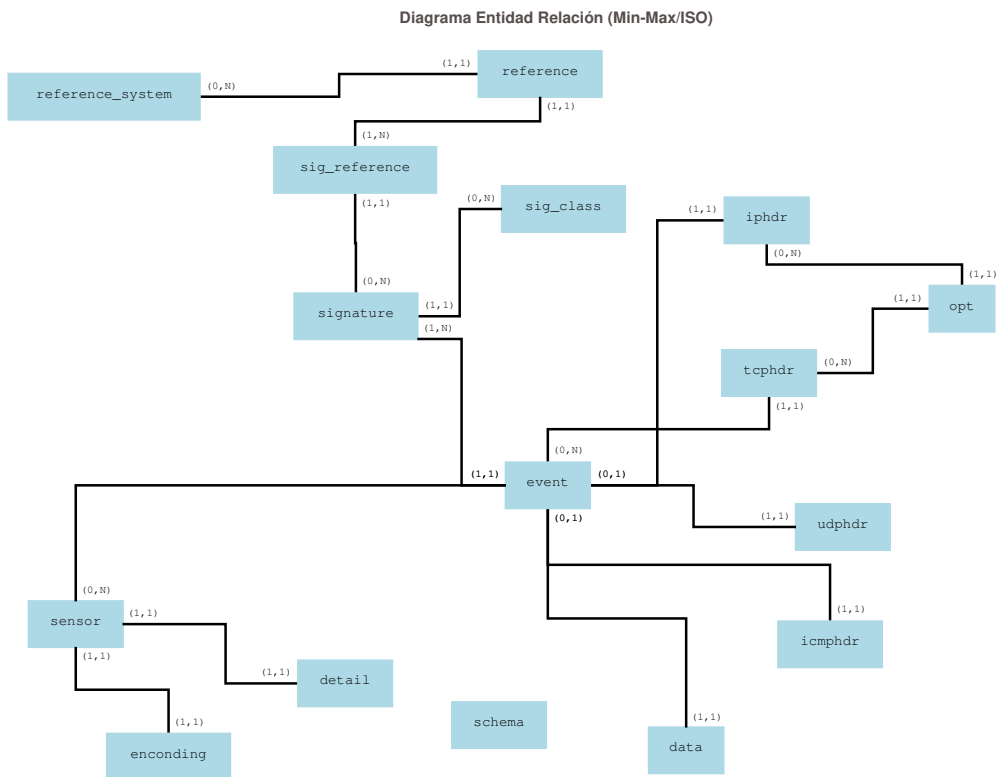 Diagrama Entidad Relación (Min-Max/ISO)
(1,1)
reference
reference_system
(0,N)
(1,1)
(1,N)
sig_reference
(1,1)
(0,N)
sig_class
(1,1)
iphdr
(0,N)
(0,N)
(1,1)
signature
(1,1)
(1,N)
(1,1)
opt
tcphdr
(0,N)
(1,1)
(0,N)
(1,1)
event
(0,1)
(0,1)
(1,1)
udphdr
(0,N)
sensor
(1,1)
(1,1)
(1,1)
icmphdr
(1,1)
detail
(1,1)
enconding
schema
(1,1)
data